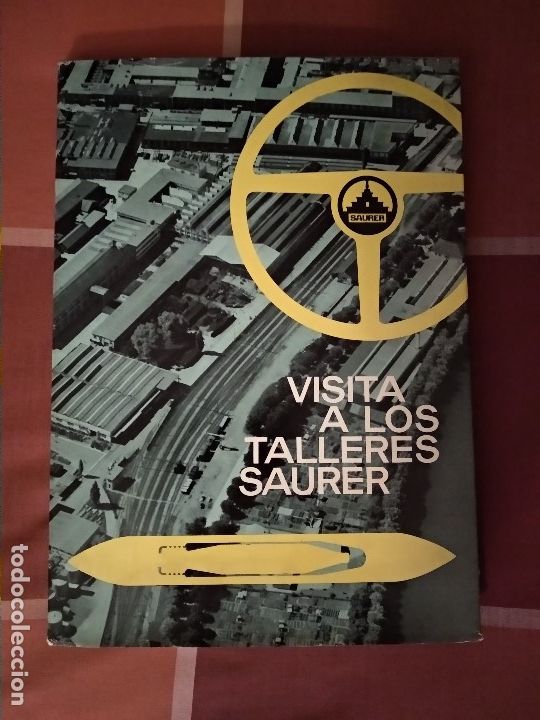 SAURER
VISITA
A LOS
TALLERES
SAURER
todocoleccion